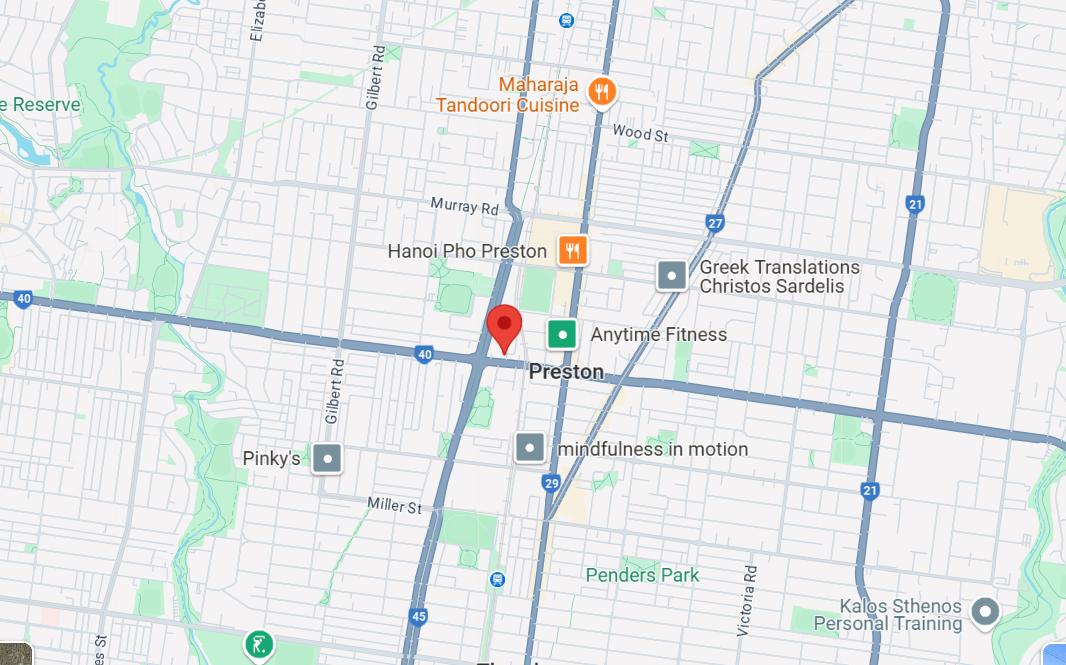 Elizab
Gilbert Rd
Maharaja
Tandoori Cuisine
e Reserve
Wood St
Murray Rd
21
27
Hanoi Pho Preston
Greek Translations
Christos Sardelis
40
Anytime Fitness
40
Preston
Gilbert Rd
Pinky's
mindfulness in motion
29
21
Miller St
Penders Park
Victoria Rd
Kalos Sthenos
Personal Training
45
es St